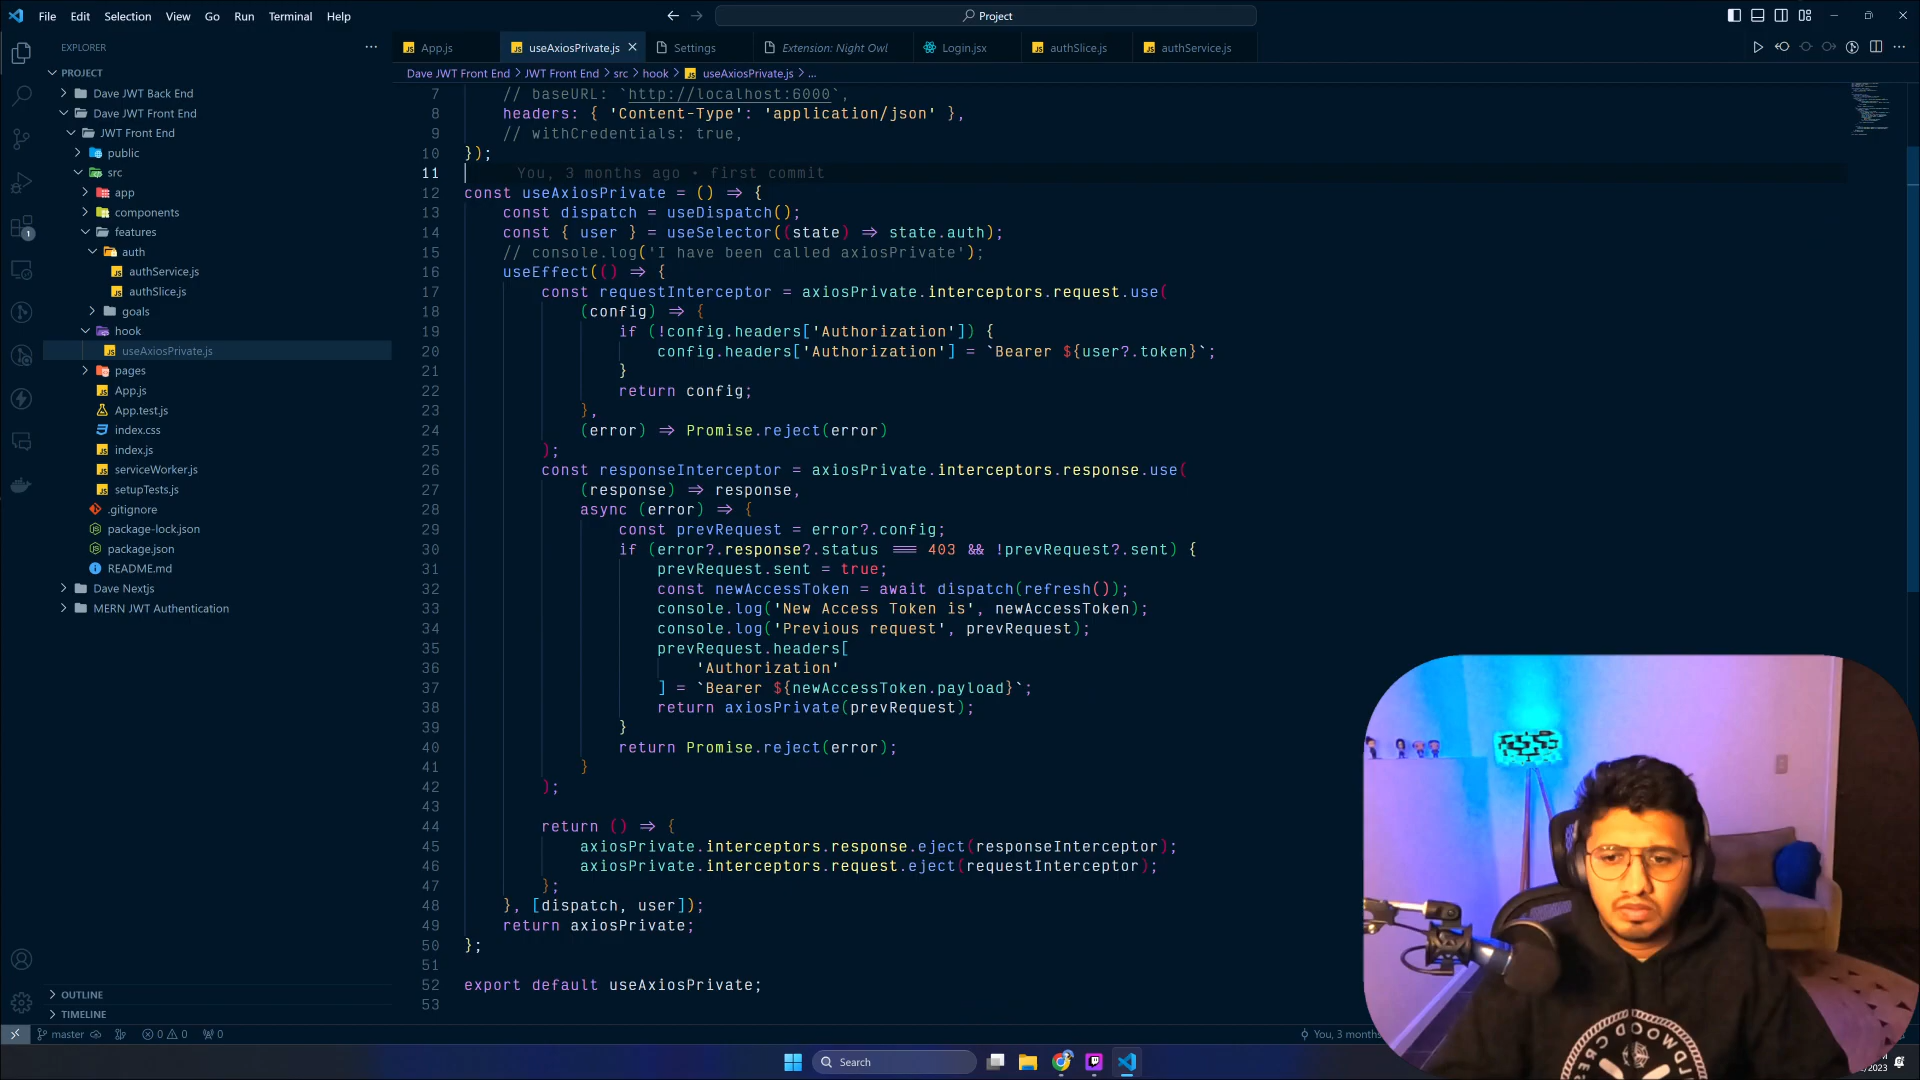 File Edit Selection View Go Run Terminal Help
Project
EXPLORER
App.js
useAxiosPrivate.js
Settings
Extension: Night Owl
Login.jsx
authSlice.js
authService.js
Dave JWT Front End > JWT Front End > src > hook > useAxiosPrivate.js > ...
PROJECT
Dave JWT Back End
Dave JWT Front End
JWT Front End
public
src
app
components
features
auth
authService.js
authSlice.js
goals
hook
useAxiosPrivate.js
pages
App.js
App.test.js
index.css
index.js
serviceWorker.js
setupTests.js
.gitignore
package-lock.json
package.json
README.md
Dave Nextjs
MERN JWT Authentication
OUTLINE
TIMELINE
1
7 // baseURL: `http://localhost:6000`,
8 headers: { 'Content-Type': 'application/json' },
9 // withCredentials: true,
10 });
11 You, 3 months ago • first commit
12 const useAxiosPrivate = () => {
13 const dispatch = useDispatch();
14 const { user } = useSelector((state) => state.auth);
15 // console.log('I have been called axiosPrivate');
16 useEffect(() => {
17 const requestInterceptor = axiosPrivate.interceptors.request.use(
18 (config) => {
19 if (!config.headers['Authorization']) {
20 config.headers['Authorization'] = `Bearer ${user?.token}`;
21 }
22 return config;
23 },
24 (error) => Promise.reject(error)
25 );
26 const responseInterceptor = axiosPrivate.interceptors.response.use(
27 (response) => response,
28 async (error) => {
29 const prevRequest = error?.config;
30 if (error?.response?.status === 403 && !prevRequest?.sent) {
31 prevRequest.sent = true;
32 const newAccessToken = await dispatch(refresh());
33 console.log('New Access Token is', newAccessToken);
34 console.log('Previous request', prevRequest);
35 prevRequest.headers[
36 'Authorization'
37 ] = `Bearer ${newAccessToken.payload}`;
38 return axiosPrivate(prevRequest);
39 }
40 return Promise.reject(error);
41 }
42 );
43
44 return () => {
45 axiosPrivate.interceptors.response.eject(responseInterceptor);
46 axiosPrivate.interceptors.request.eject(requestInterceptor);
47 };
48 }, [dispatch, user]);
49 return axiosPrivate;
50 };
51
52 export default useAxiosPrivate;
53
master
0 0
0
You, 3 months
Search